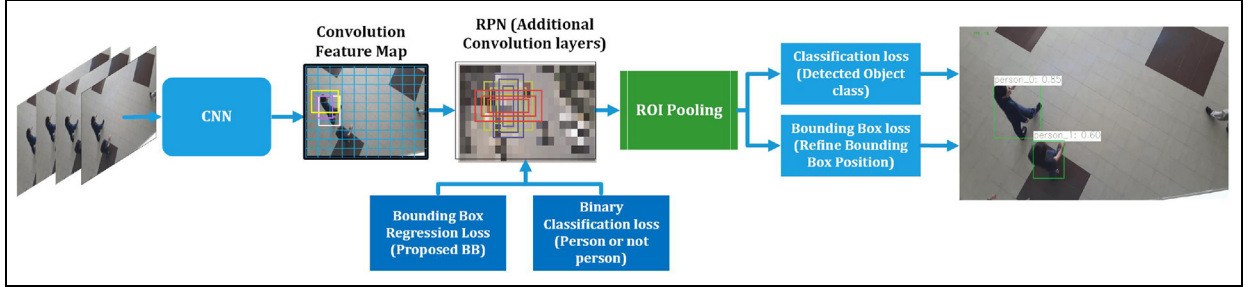 CNN
Convolution
Feature Map
RPN (Additional
Convolution layers)
Bounding Box
Regression Loss
(Proposed BB)
Binary
Classification loss
(Person or not
person)
ROI Pooling
Classification loss
(Detected Object
class)
Bounding Box loss
(Refine Bounding
Box Position)
person_0: 0.85
person_1: 0.60